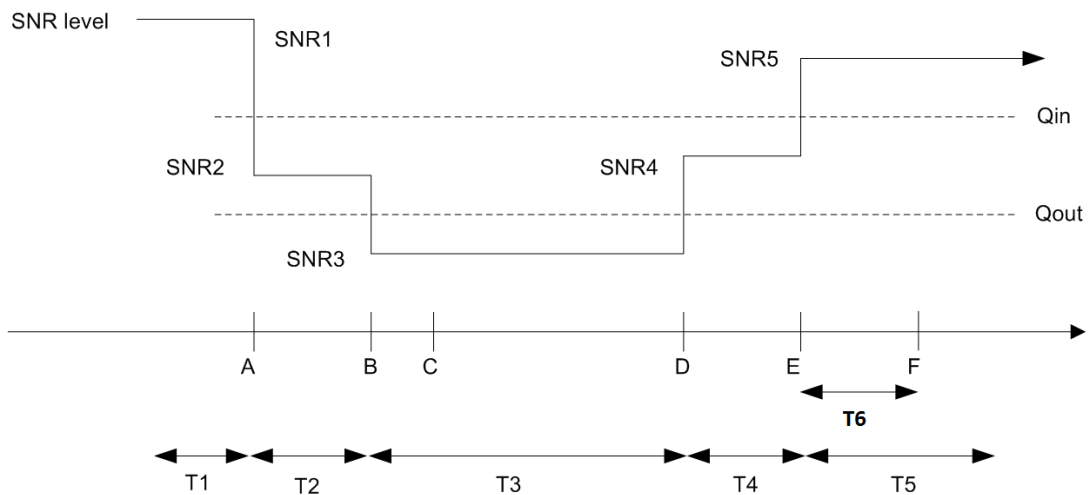 SNR level
SNR1
SNR5
Qin
SNR2
SNR4
Qout
SNR3
A B C D E F
T6
T1 T2 T3 T4 T5